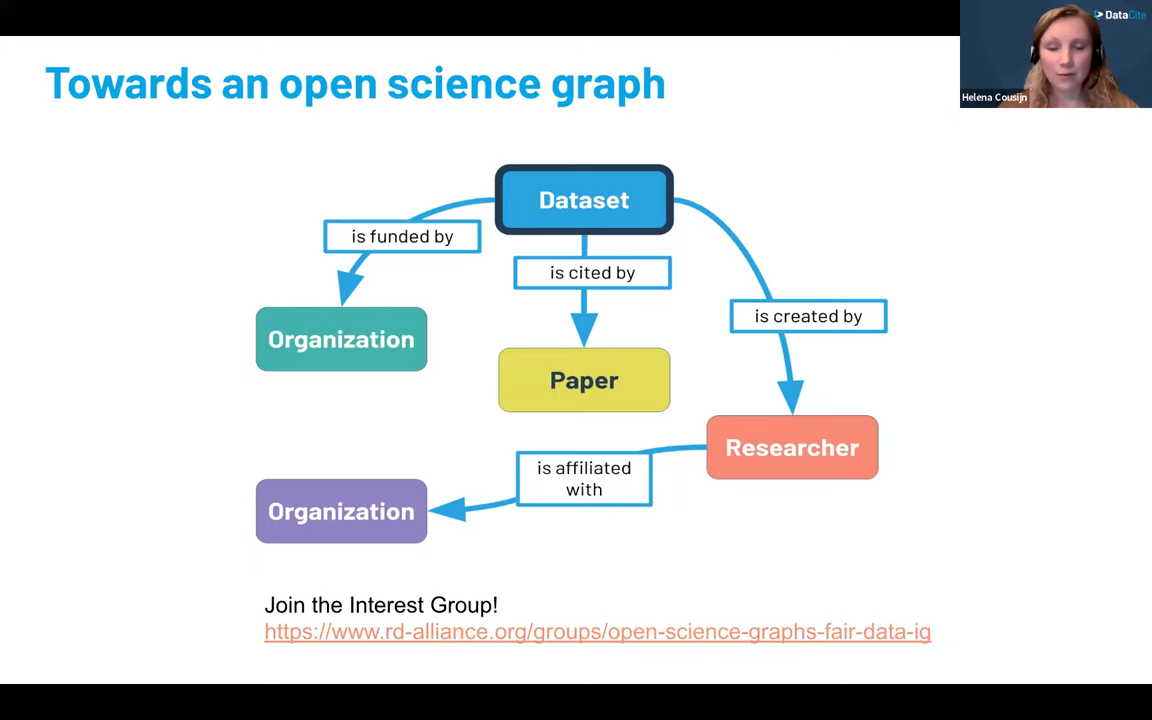 DataCite
Helena Cousijn
Towards an open science graph
Dataset
is funded by
is cited by
is created by
Organization
Paper
Researcher
is affiliated
with
Organization
Join the Interest Group!
https://www.rd-alliance.org/groups/open-science-graphs-fair-data-ig